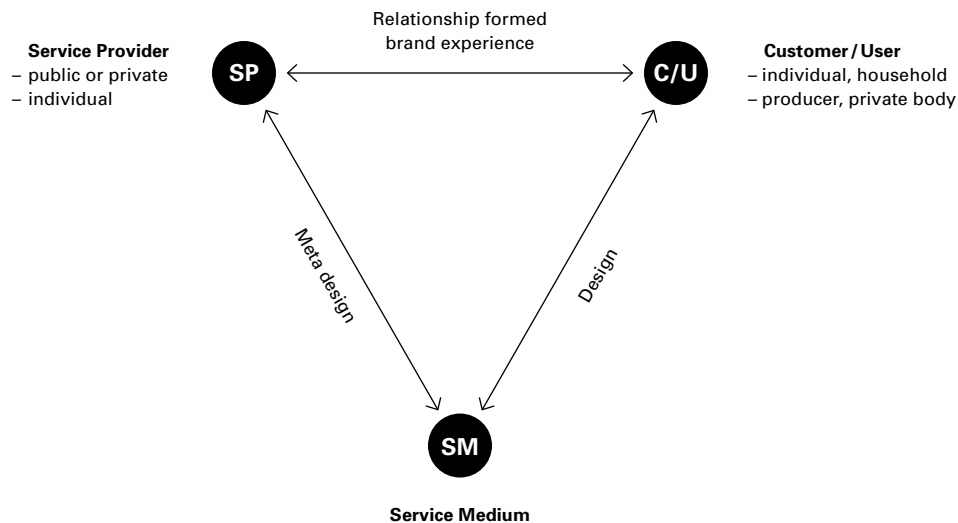 Relationship formed
brand experience
Service Provider
– public or private
– individual
SP
C/U
Customer / User
– individual, household
– producer, private body
Meta design
Design
SM
Service Medium